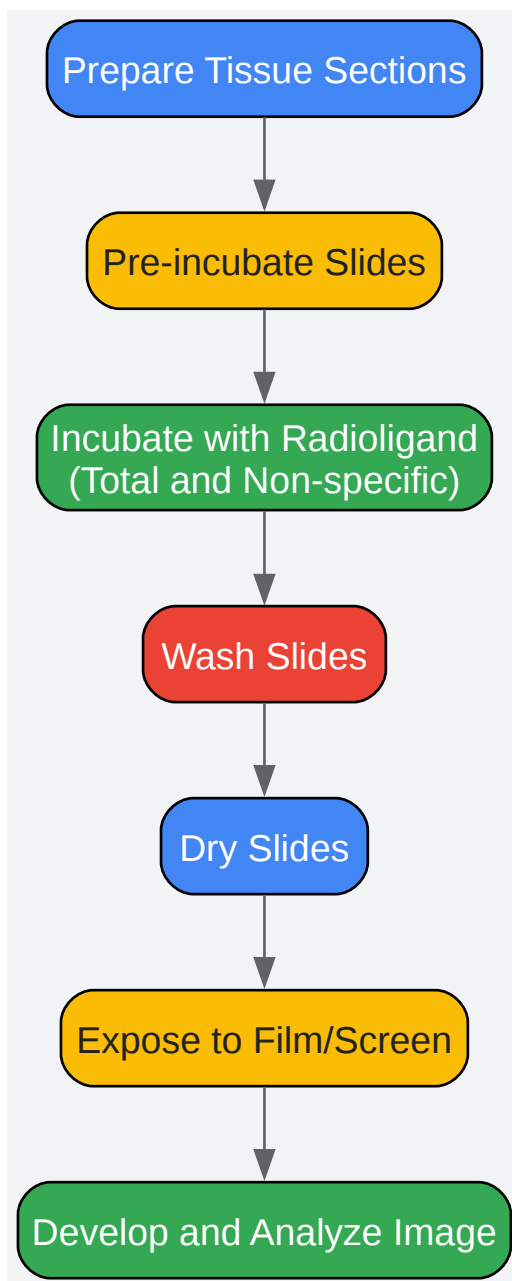 Prepare Tissue Sections
Pre-incubate Slides
Incubate with Radioligand
(Total and Non-specific)
Wash Slides
Dry Slides
Expose to Film/Screen
Develop and Analyze Image